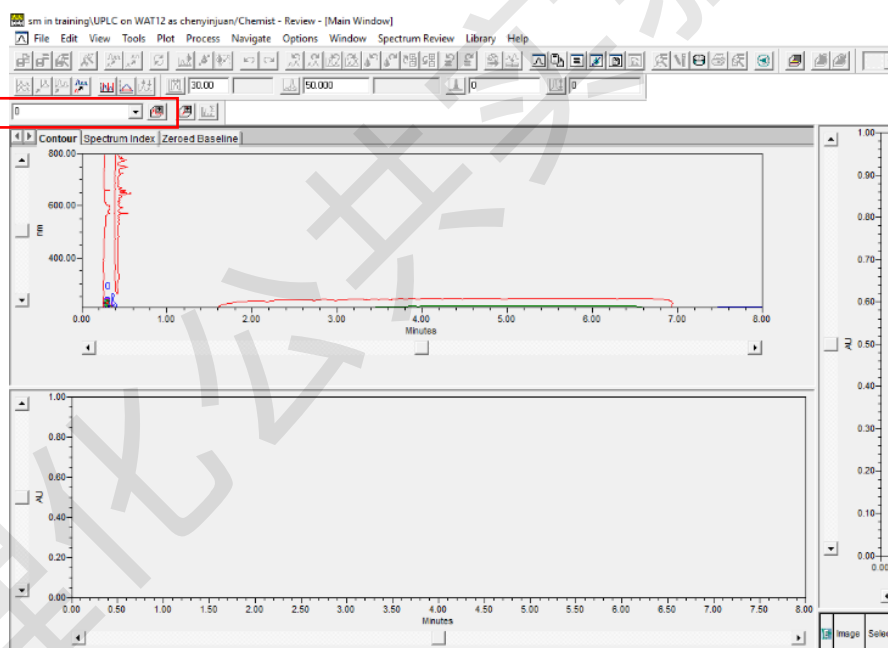 sm in training\UPLC on WAT12 as chenyinjuan/Chemist - Review - [Main Window]
File Edit View Tools Plot Process Navigate Options Window Spectrum Review Library Help
30.00 50.000 0 0
0
Contour Spectrum Index Zeroed Baseline
800.00
600.00
400.00
nm
0.00 1.00 2.00 3.00 4.00 5.00 6.00 7.00 8.00
Minutes
1.00
0.80
0.60
0.40
0.20
0.00
AU
0.00 0.50 1.00 1.50 2.00 2.50 3.00 3.50 4.00 4.50 5.00 5.50 6.00 6.50 7.00 7.50 8.00
Minutes
1.00
0.90
0.80
0.70
0.60
0.50
0.40
0.30
0.20
0.10
0.00
AU
0.00
Image
理化公共实